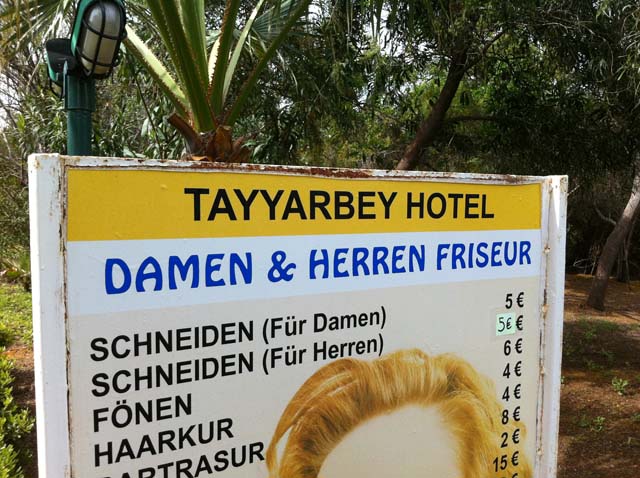 TAYYARBEY HOTEL
DAMEN & HERREN FRISEUR
SCHNEIDEN (Für Damen) 5 €
SCHNEIDEN (Für Herren) 5€ €
FÖNEN 6 €
HAARKUR 4 €
BARTRASUR 4 €
8 €
2 €
15 €